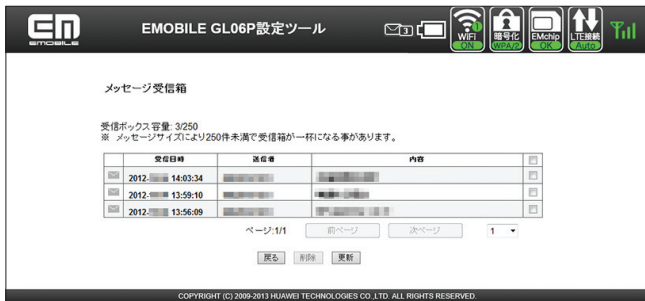 EM
EMOBILE
EMOBILE GL06P設定ツール
3
WiFi
ON
暗号化
WPA/2
EMchip
OK
LTE接続
Auto
メッセージ受信箱
受信ボックス容量: 3/250
※ メッセージサイズにより250件未満で受信箱が一杯になる事があります。
受信日時 送信者 内容
2012- 14:03:34
2012- 13:59:10
2012- 13:56:09
ページ:1/1 前ページ 次ページ 1
戻る 削除 更新
COPYRIGHT (C) 2009-2013 HUAWEI TECHNOLOGIES CO.,LTD. ALL RIGHTS RESERVED.